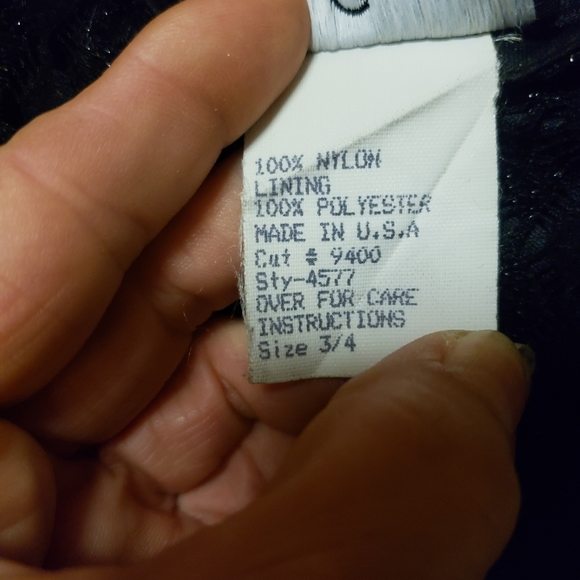 100% NYLON
LINING
100% POLYESTER
MADE IN U.S.A
Cut # 9400
Sty-4577
OVER FOR CARE
INSTRUCTIONS
Size 3/4